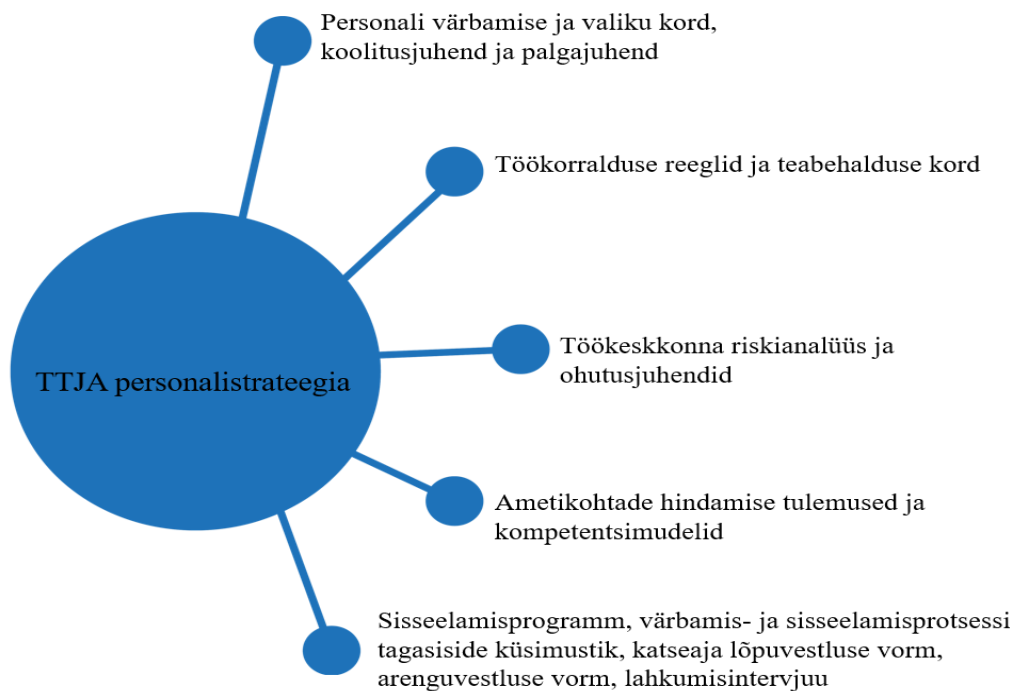 Personali värbamise ja valiku kord,
koolitusjuhend ja palgajuhend
Töökorralduse reeglid ja teabehalduse kord
Töökeskkonna riskianalüüs ja
ohutusjuhendid
TTJA personalistrateegia
Ametikohtade hindamise tulemused ja
kompetentsimudelid
Sisseelamisprogramm, värbamis- ja sisseelamisprotsessi
tagasiside küsimustik, katseaja lõpuvestluse vorm,
arenguvestluse vorm, lahkumisintervjuu